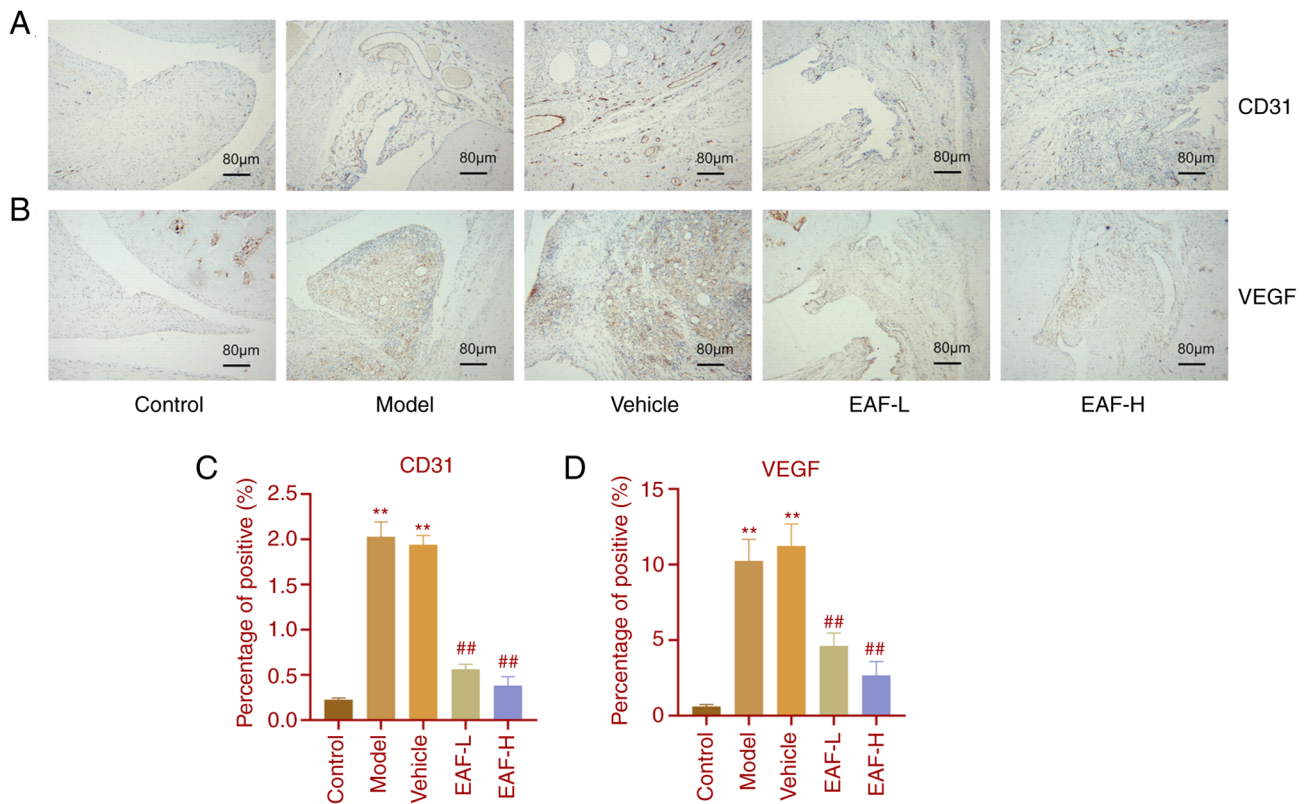 A
80μm 80μm 80μm 80μm 80μm
CD31
B
80μm 80μm 80μm 80μm 80μm
VEGF
Control Model Vehicle EAF-L EAF-H
C
CD31
Percentage of positive (%)
2.5
2.0
1.5
1.0
0.5
0.0
** ** ## ##
Control Model Vehicle EAF-L EAF-H
D
VEGF
Percentage of positive (%)
15
10
5
0
** ** ## ##
Control Model Vehicle EAF-L EAF-H